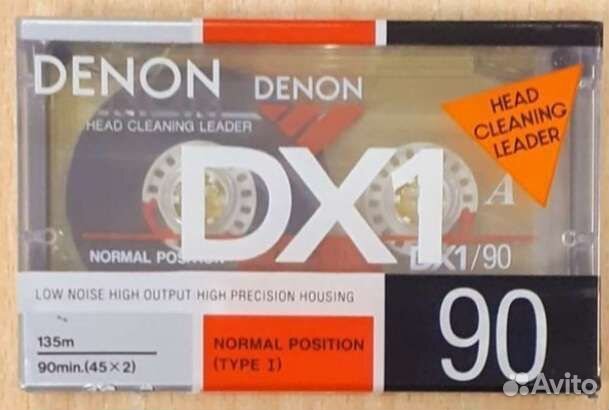 DENON
DENON
HEAD CLEANING LEADER
HEAD
CLEANING
LEADER
DX1
A
NORMAL POSITION
DX1/90
LOW NOISE HIGH OUTPUT HIGH PRECISION HOUSING
90
135m
90min.(45×2)
NORMAL POSITION
(TYPE I)
Avito